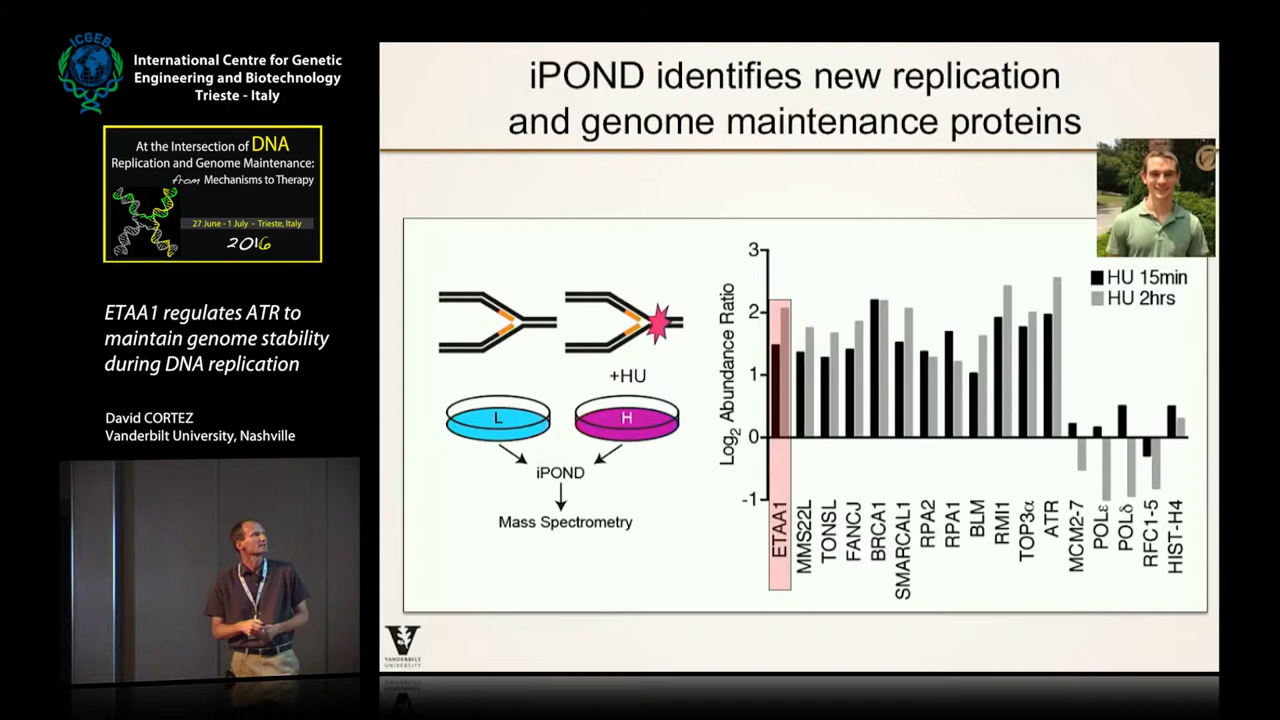 ICGEB
International Centre for Genetic
Engineering and Biotechnology
Trieste - Italy
At the Intersection of DNA
Replication and Genome Maintenance:
from Mechanisms to Therapy
27 June - 1 July - Trieste, Italy
2016
ETAA1 regulates ATR to
maintain genome stability
during DNA replication
David CORTEZ
Vanderbilt University, Nashville
iPOND identifies new replication
and genome maintenance proteins
+HU
L
H
iPOND
Mass Spectrometry
Log2 Abundance Ratio
3
2
1
0
-1
HU 15min
HU 2hrs
ETAA1
MMS22L
TONSL
FANCJ
BRCA1
SMARCAL1
RPA2
RPA1
BLM
RMI1
TOP3α
ATR
MCM2-7
POLε
POLδ
RFC1-5
HIST-H4
V
VANDERBILT
UNIVERSITY